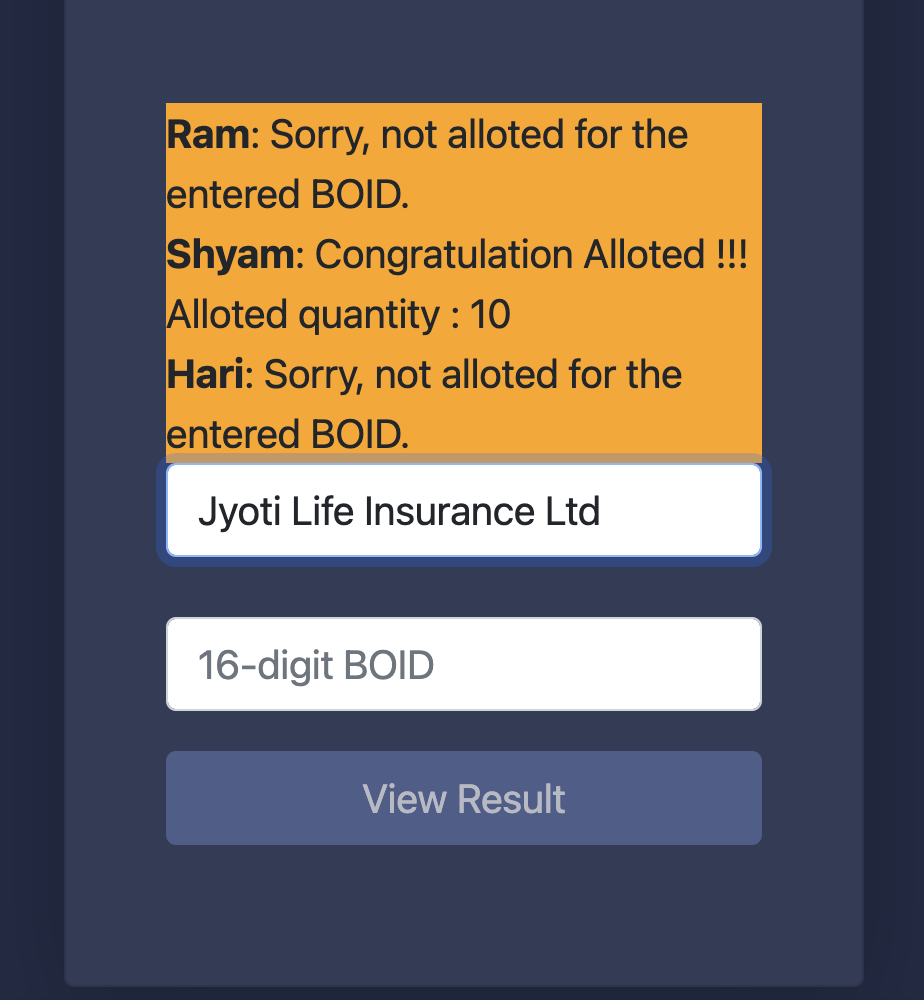 Ram: Sorry, not alloted for the
entered BOID.
Shyam: Congratulation Alloted !!!
Alloted quantity : 10
Hari: Sorry, not alloted for the
entered BOID.
Jyoti Life Insurance Ltd
16-digit BOID
View Result